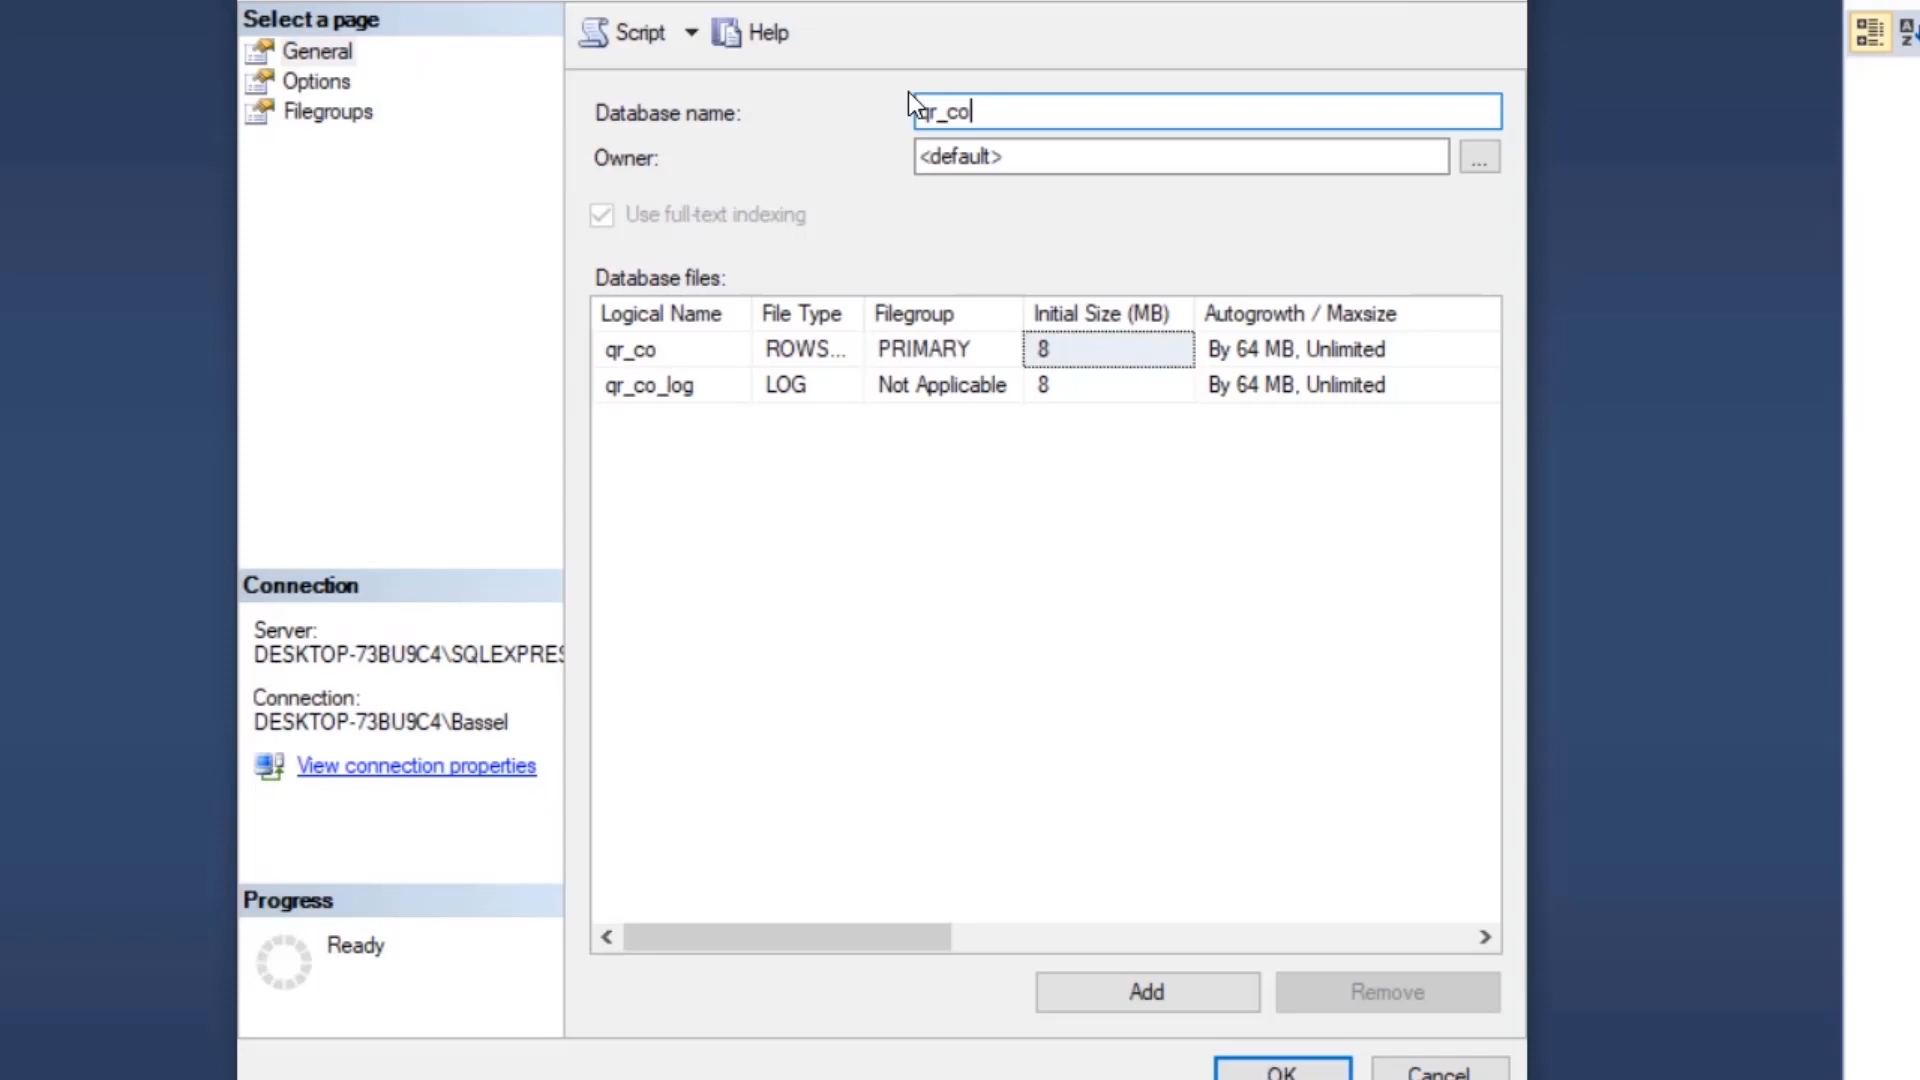 Select a page
General
Options
Filegroups
Script Help
Database name: qr_co
Owner: <default> ...
Use full-text indexing
Database files:
Logical Name File Type Filegroup Initial Size (MB) Autogrowth / Maxsize
qr_co ROWS... PRIMARY 8 By 64 MB, Unlimited
qr_co_log LOG Not Applicable 8 By 64 MB, Unlimited
Connection
Server:
DESKTOP-73BU9C4\SQLEXPRES
Connection:
DESKTOP-73BU9C4\Bassel
View connection properties
Progress
Ready
Add Remove
OK Cancel